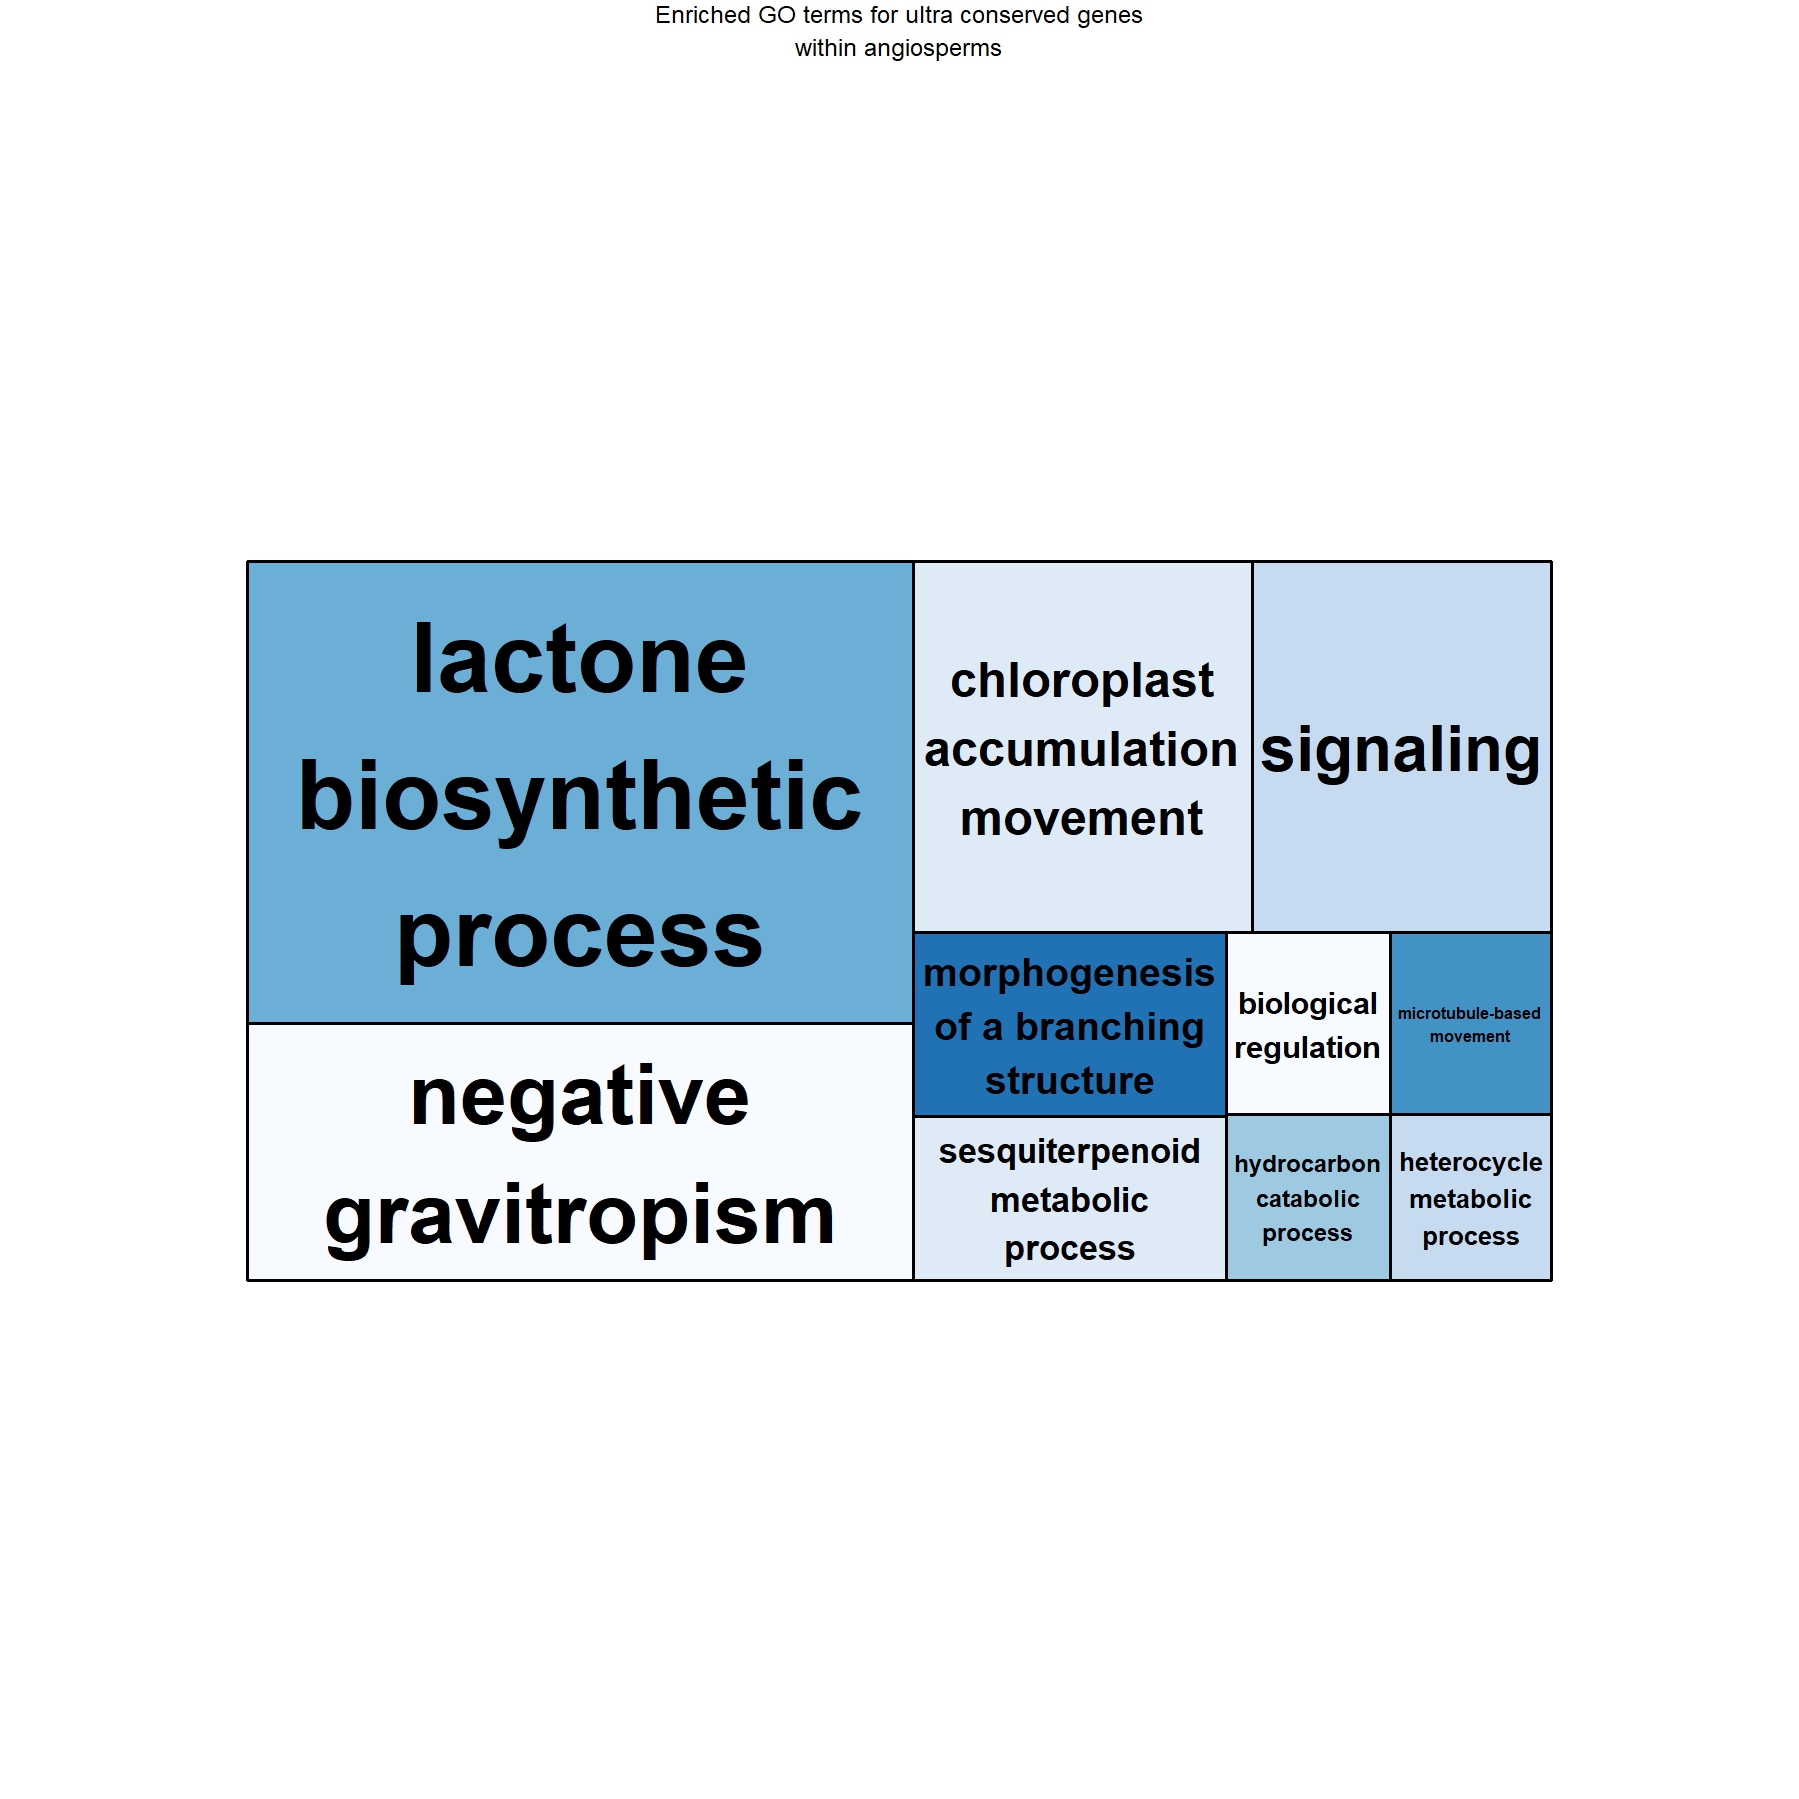 Enriched GO terms for ultra conserved genes
within angiosperms
lactone
biosynthetic
process
negative
gravitropism
chloroplast
accumulation
movement
signaling
morphogenesis
of a branching
structure
biological
regulation
microtubule-based
movement
sesquiterpenoid
metabolic
process
hydrocarbon
catabolic
process
heterocycle
metabolic
process